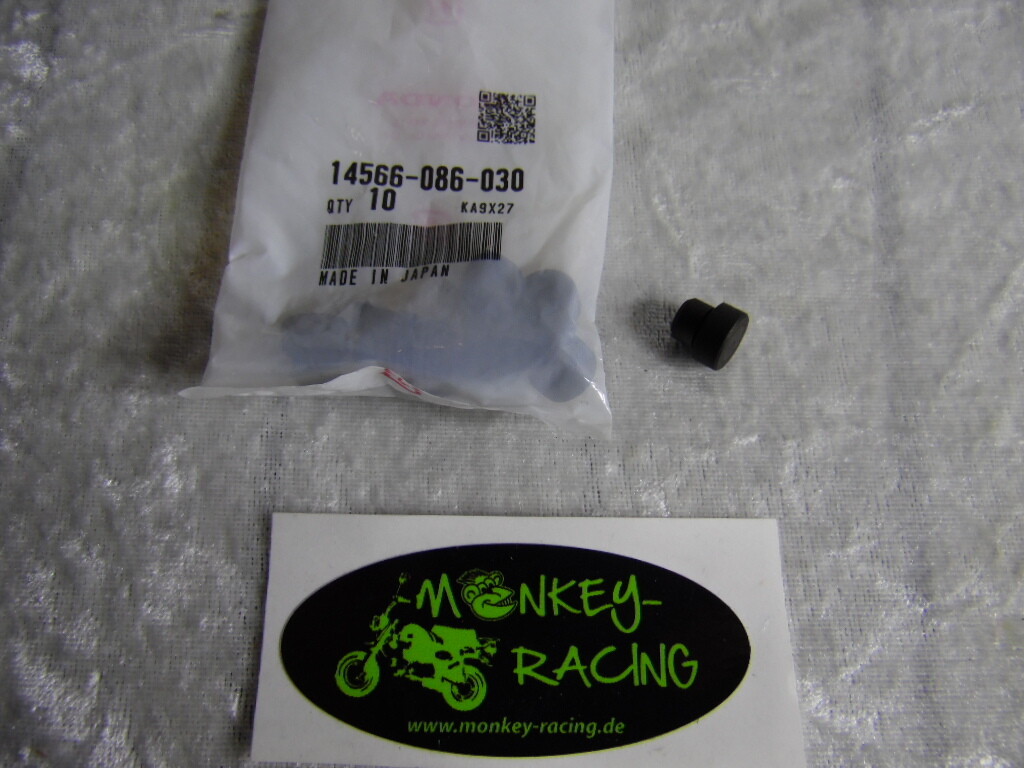 14566-086-030
QTY 10 KA9X27
MADE IN JAPAN
MONKEY-
RACING
www.monkey-racing.de